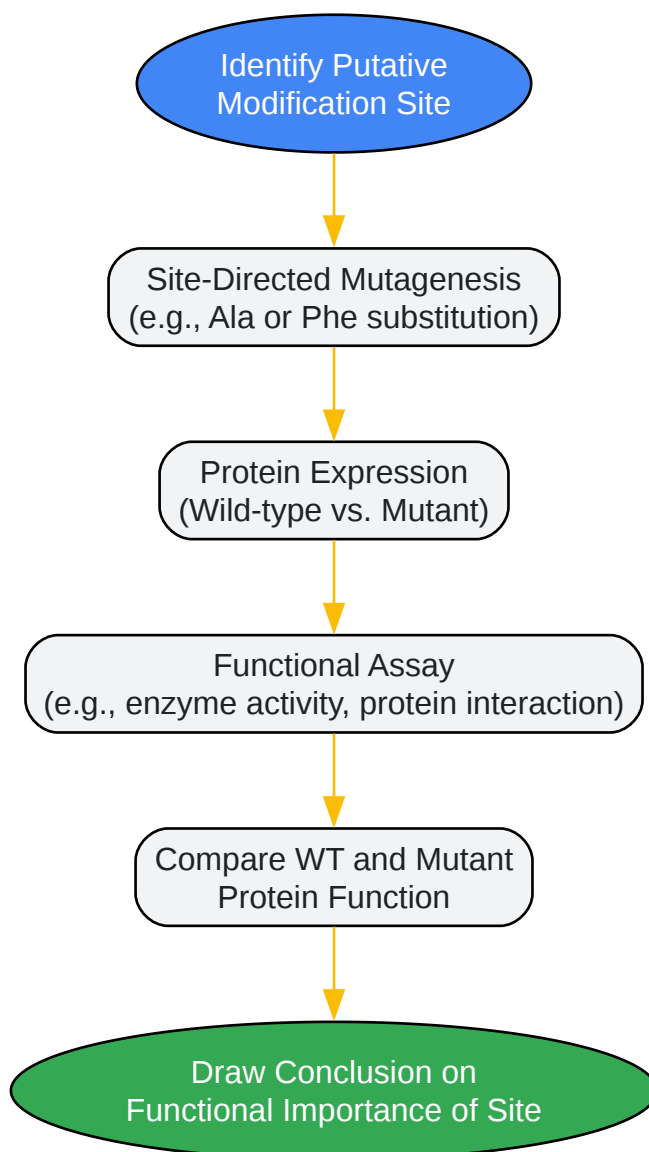 Identify Putative
Modification Site
Site-Directed Mutagenesis
(e.g., Ala or Phe substitution)
Protein Expression
(Wild-type vs. Mutant)
Functional Assay
(e.g., enzyme activity, protein interaction)
Compare WT and Mutant
Protein Function
Draw Conclusion on
Functional Importance of Site